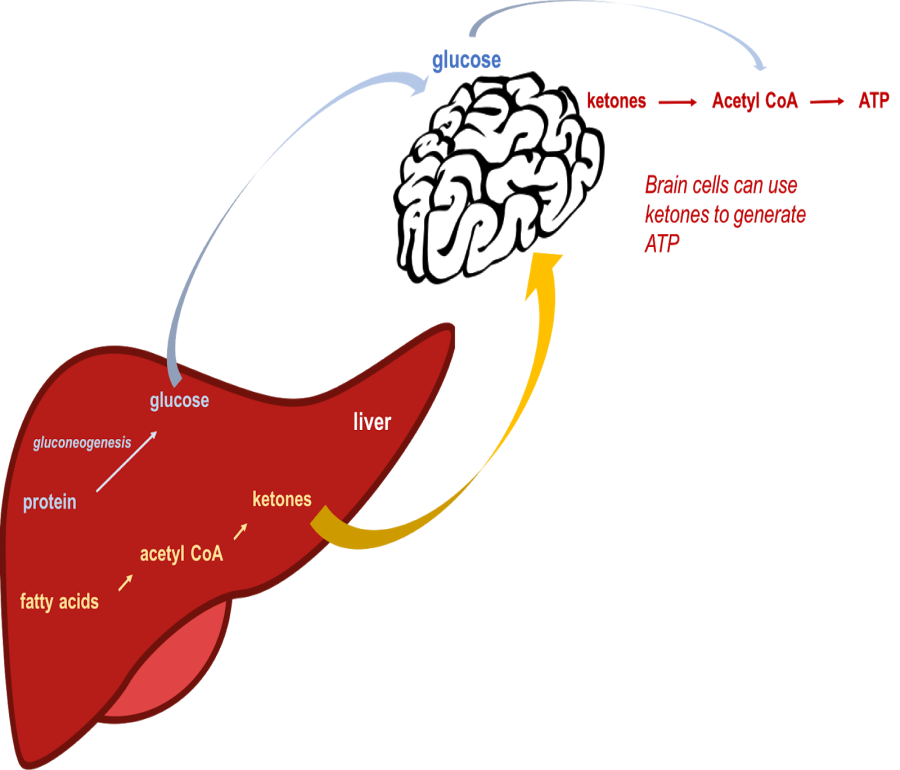 glucose
ketones → Acetyl CoA → ATP
Brain cells can use
ketones to generate
ATP
glucose
liver
gluconeogenesis
protein
ketones
acetyl CoA
fatty acids